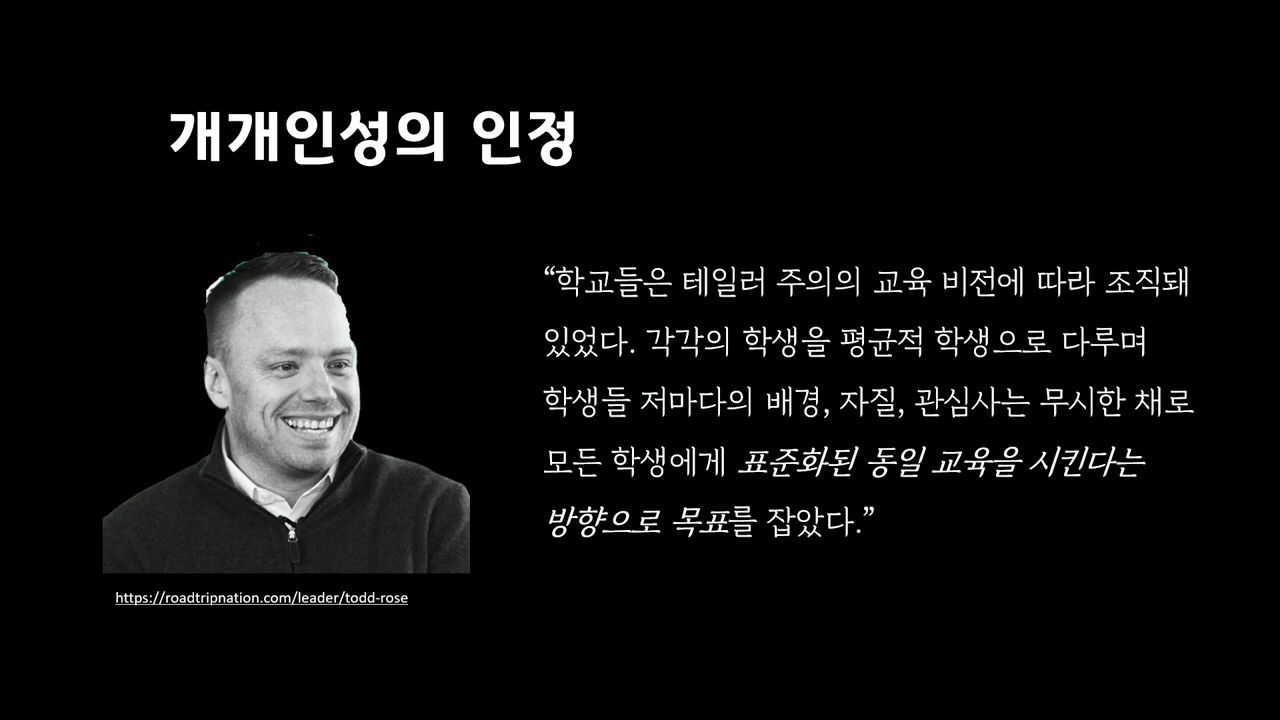 개개인성의 인정
“학교들은 테일러 주의의 교육 비전에 따라 조직돼
있었다. 각각의 학생을 평균적 학생으로 다루며
학생들 저마다의 배경, 자질, 관심사는 무시한 채로
모든 학생에게 표준화된 동일 교육을 시킨다는
방향으로 목표를 잡았다.”
https://roadtripnation.com/leader/todd-rose